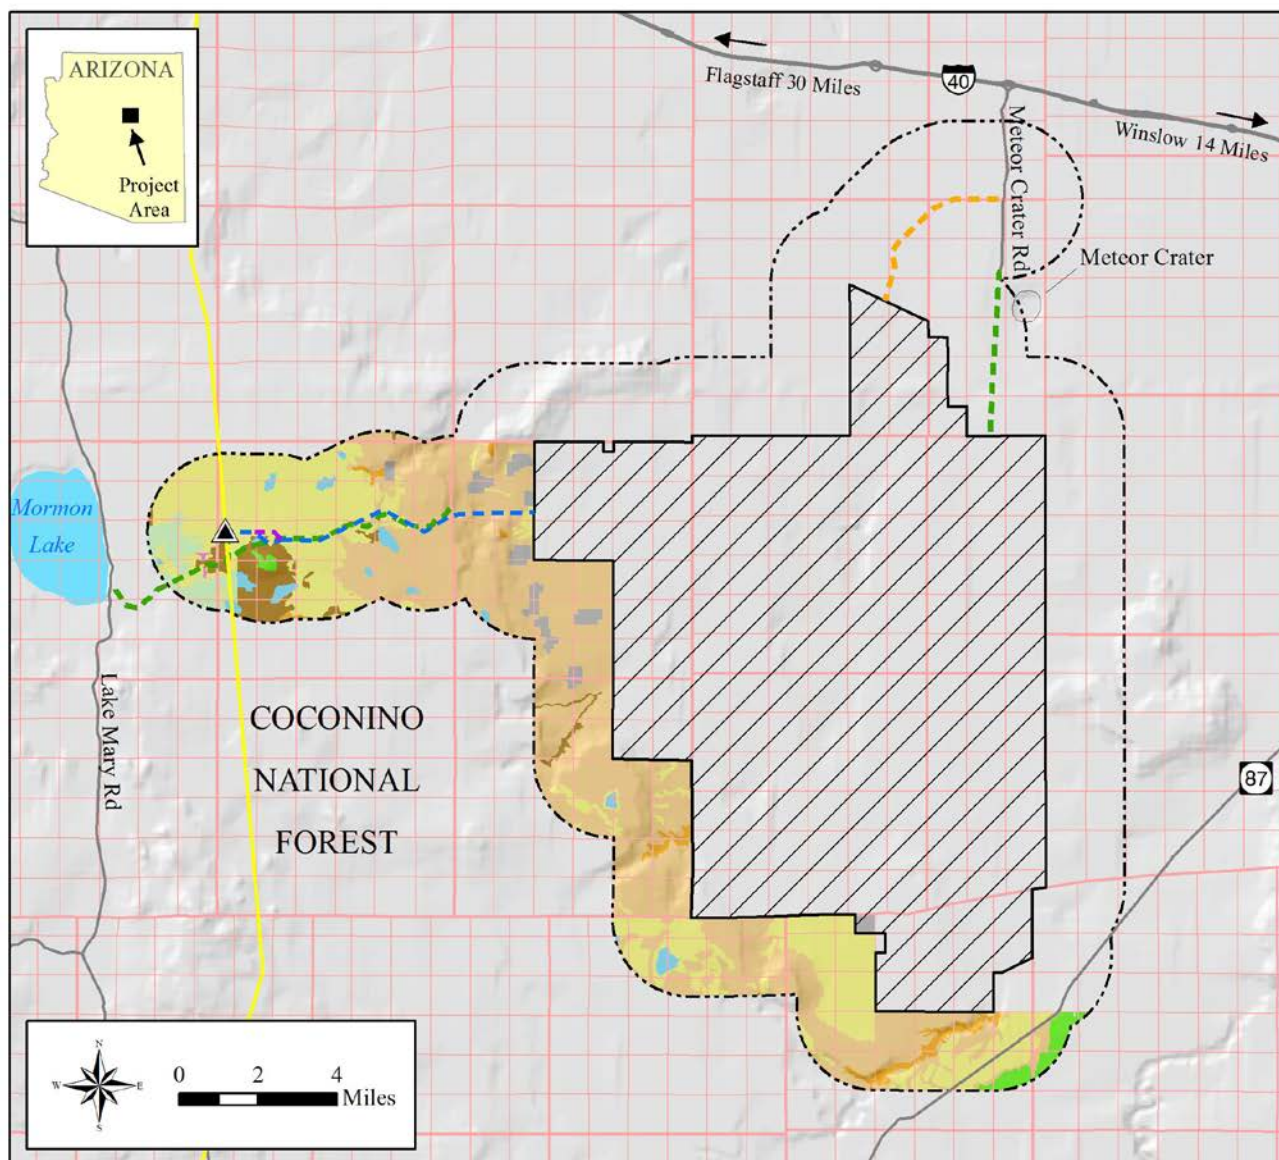 ARIZONA
Project
Area
Flagstaff 30 Miles
40
Winslow 14 Miles
Meteor Crater Rd
Meteor Crater
Mormon
Lake
Lake Mary Rd
COCONINO
NATIONAL
FOREST
87
N
W
E
S
0 2 4
Miles